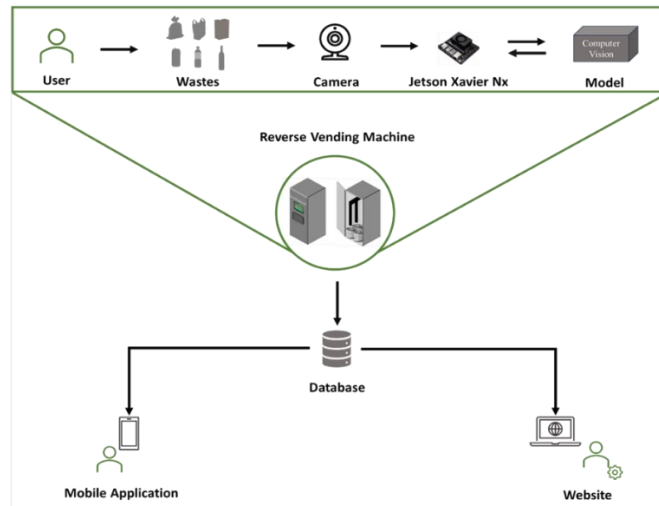 Computer
Vision
User
Wastes
Camera
Jetson Xavier Nx
Model
Reverse Vending Machine
Database
Mobile Application
Website